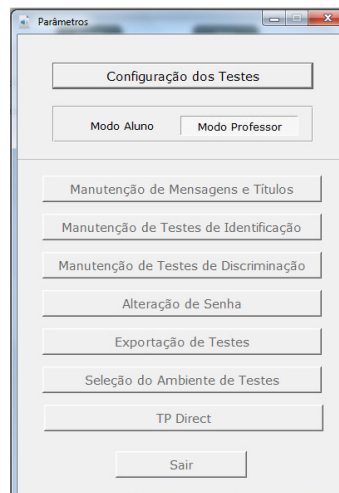 Parâmetros
Configuração dos Testes
Modo Aluno Modo Professor
Manutenção de Mensagens e Títulos
Manutenção de Testes de Identificação
Manutenção de Testes de Discriminação
Alteração de Senha
Exportação de Testes
Seleção do Ambiente de Testes
TP Direct
Sair